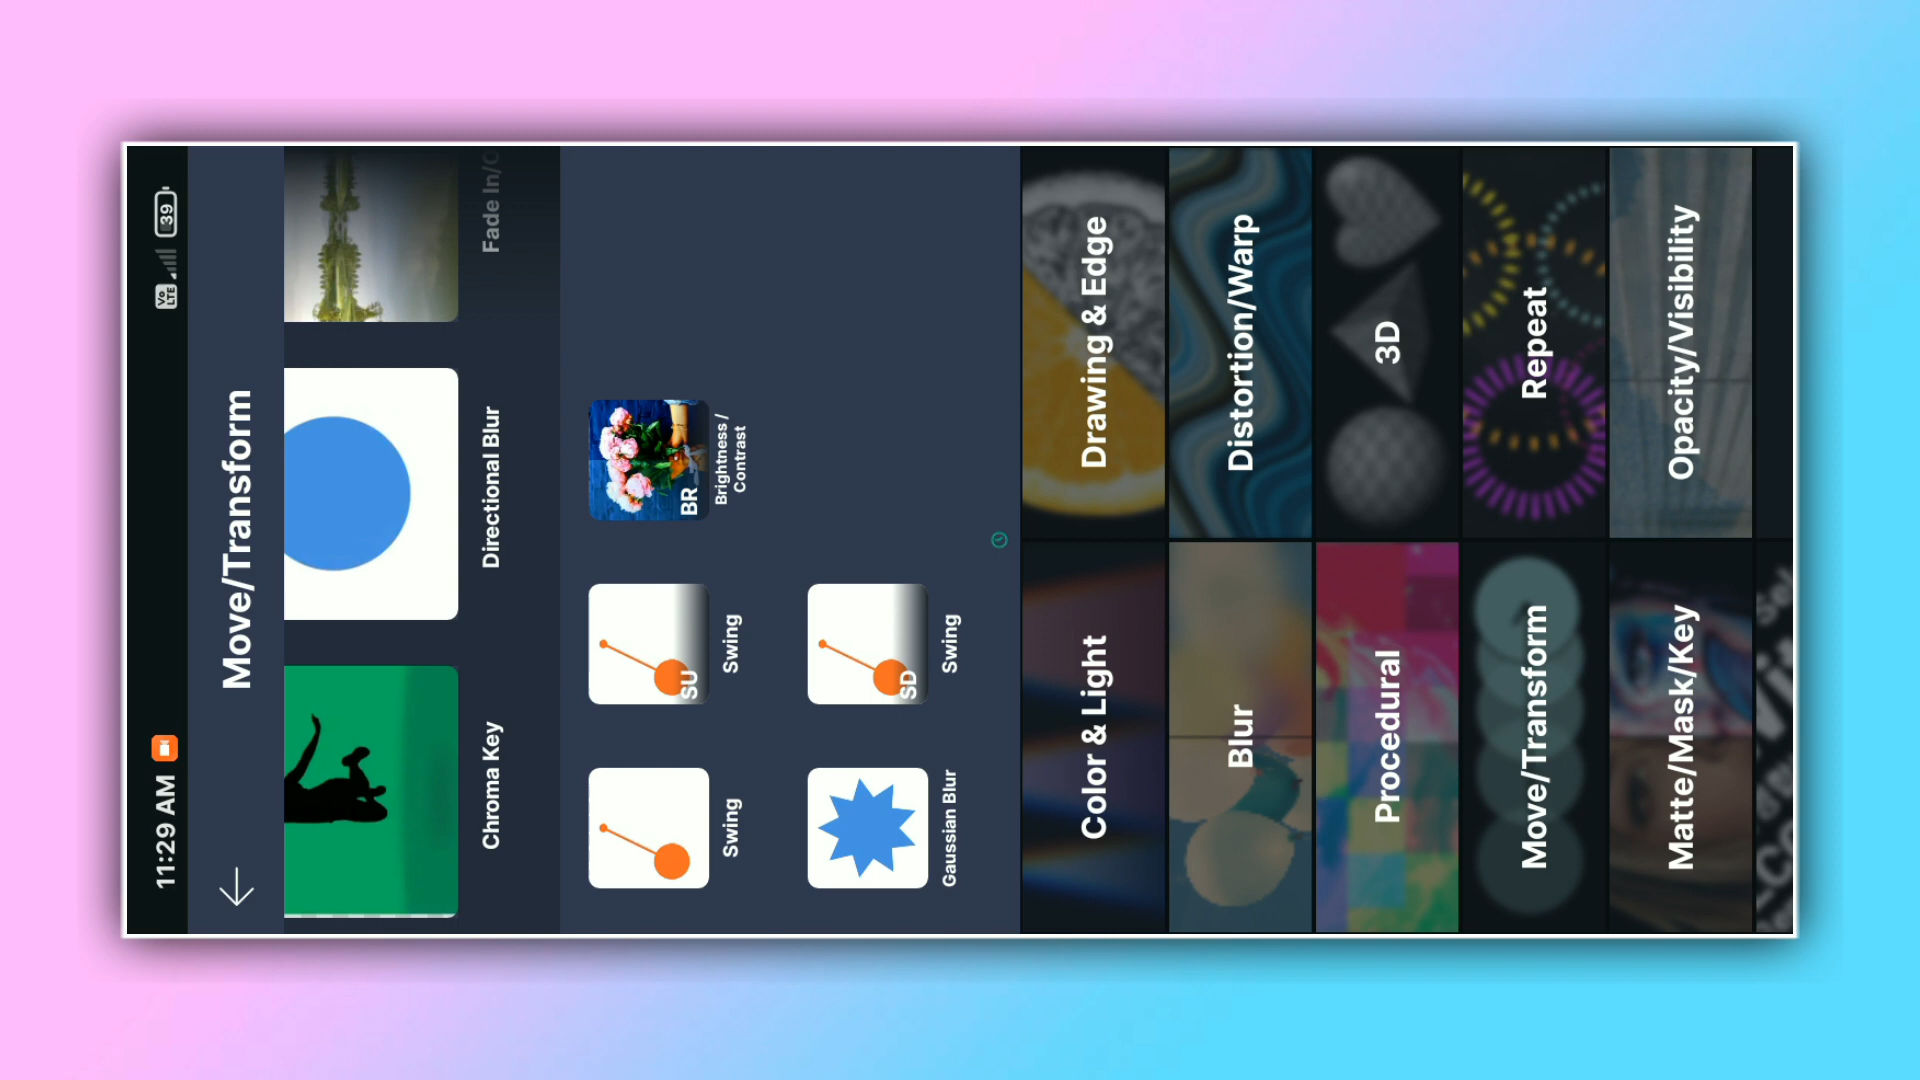 11:29 AM
Vo
LTE
39
Move/Transform
Chroma Key
Directional Blur
Fade In/O
Swing
SU
Swing
BR
Brightness /
Contrast
Gaussian Blur
SD
Swing
Color & Light
Drawing & Edge
Blur
Distortion/Warp
Procedural
3D
Move/Transform
Repeat
Matte/Mask/Key
Opacity/Visibility